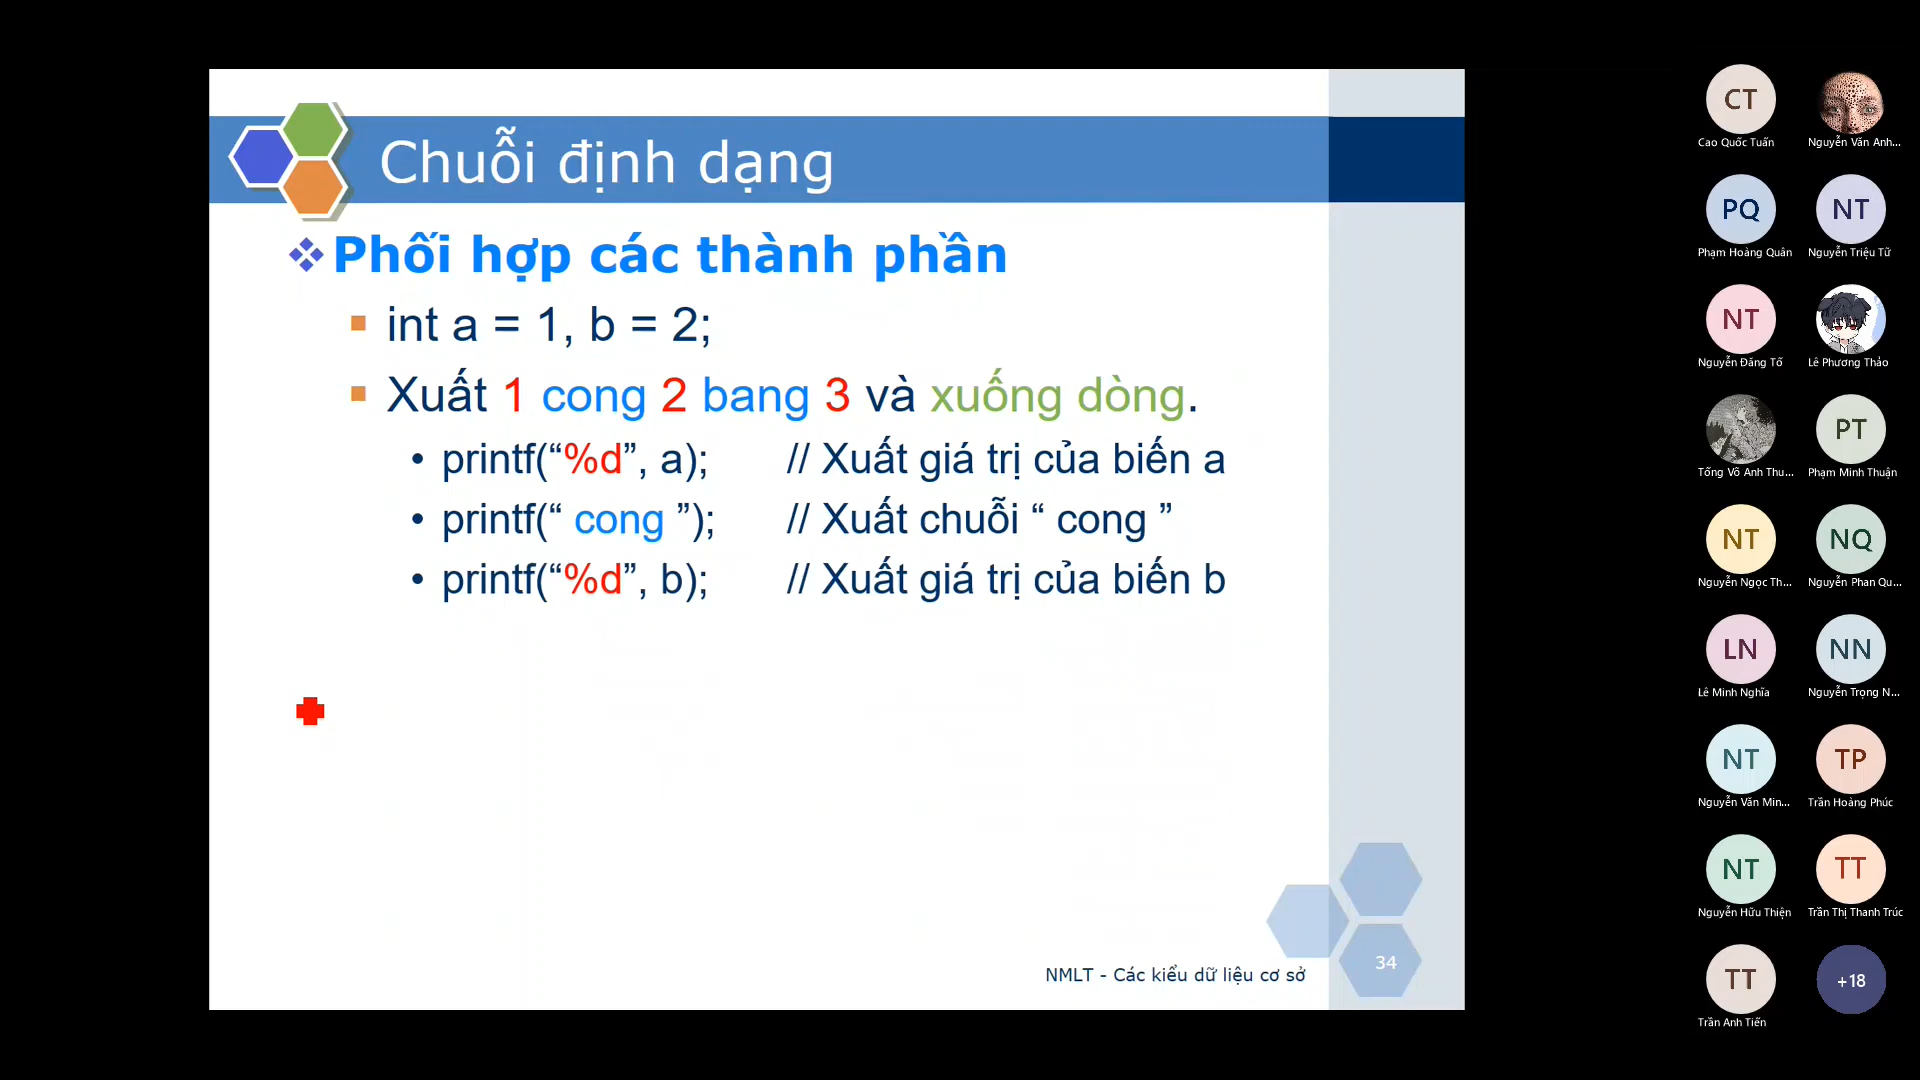 Chuỗi định dạng
Phối hợp các thành phần
int a = 1, b = 2;
Xuất 1 cong 2 bang 3 và xuống dòng.
printf(“%d”, a); // Xuất giá trị của biến a
printf(“ cong ”); // Xuất chuỗi “ cong ”
printf(“%d”, b); // Xuất giá trị của biến b
NMLT - Các kiểu dữ liệu cơ sở
34
CT
Cao Quốc Tuấn
Nguyễn Văn Anh...
PQ
Phạm Hoàng Quân
NT
Nguyễn Triệu Tứ
NT
Nguyễn Đăng Tố
Lê Phương Thảo
Tống Võ Anh Thu...
PT
Phạm Minh Thuận
NT
Nguyễn Ngọc Th...
NQ
Nguyễn Phan Qu...
LN
Lê Minh Nghĩa
NN
Nguyễn Trọng N...
NT
Nguyễn Văn Min...
TP
Trần Hoàng Phúc
NT
Nguyễn Hữu Thiện
TT
Trần Thị Thanh Trúc
TT
Trần Anh Tiến
+18